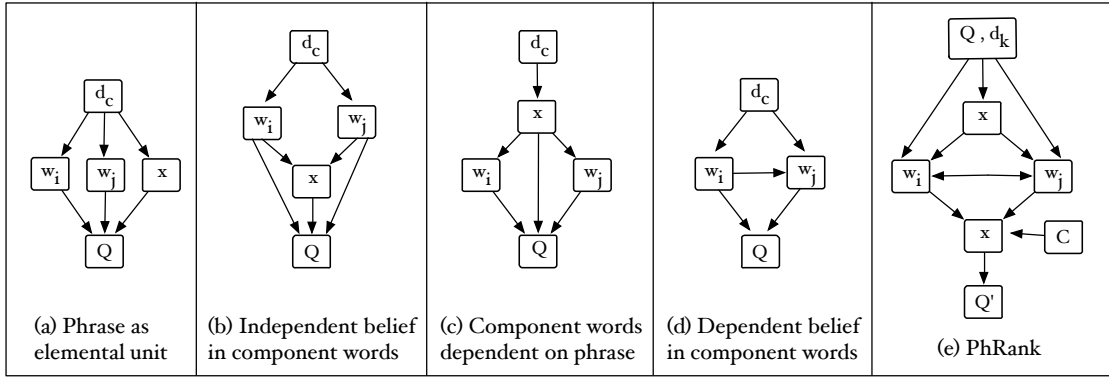 d_c
w_i w_j x
Q
(a) Phrase as
elemental unit
d_c
w_i w_j
x
Q
(b) Independent belief
in component words
d_c
x
w_i w_j
Q
(c) Component words
dependent on phrase
d_c
w_i w_j
Q
(d) Dependent belief
in component words
Q , d_k
x
w_i w_j
x C
Q'
(e) PhRank